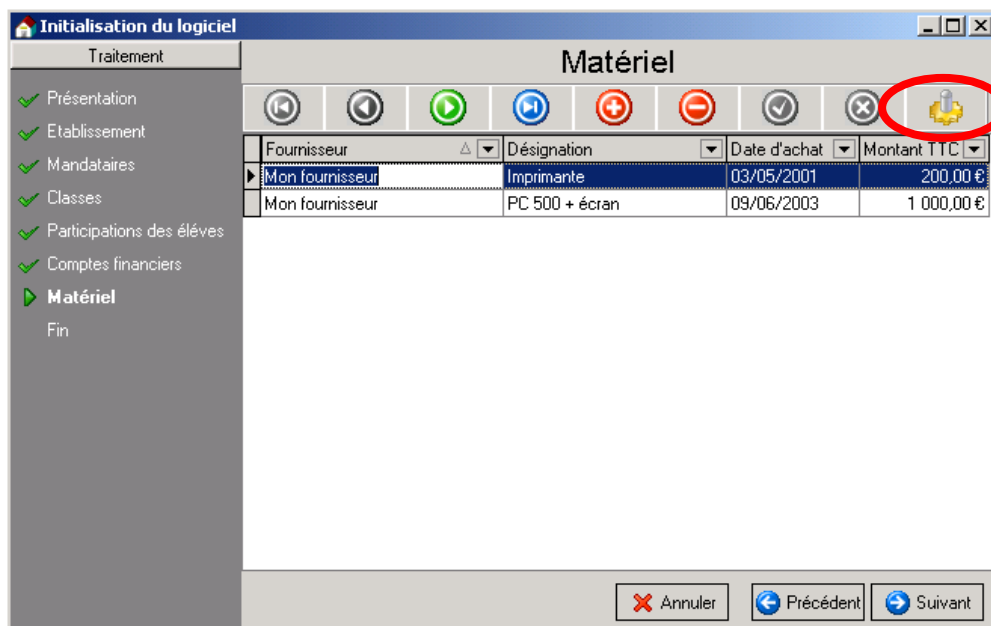 Initialisation du logiciel
Traitement
Présentation
Etablissement
Mandataires
Classes
Participations des éléves
Comptes financiers
Matériel
Fin
Matériel
Fournisseur Désignation Date d'achat Montant TTC
Mon fournisseur Imprimante 03/05/2001 200,00 €
Mon fournisseur PC 500 + écran 09/06/2003 1 000,00 €
Annuler Précédent Suivant